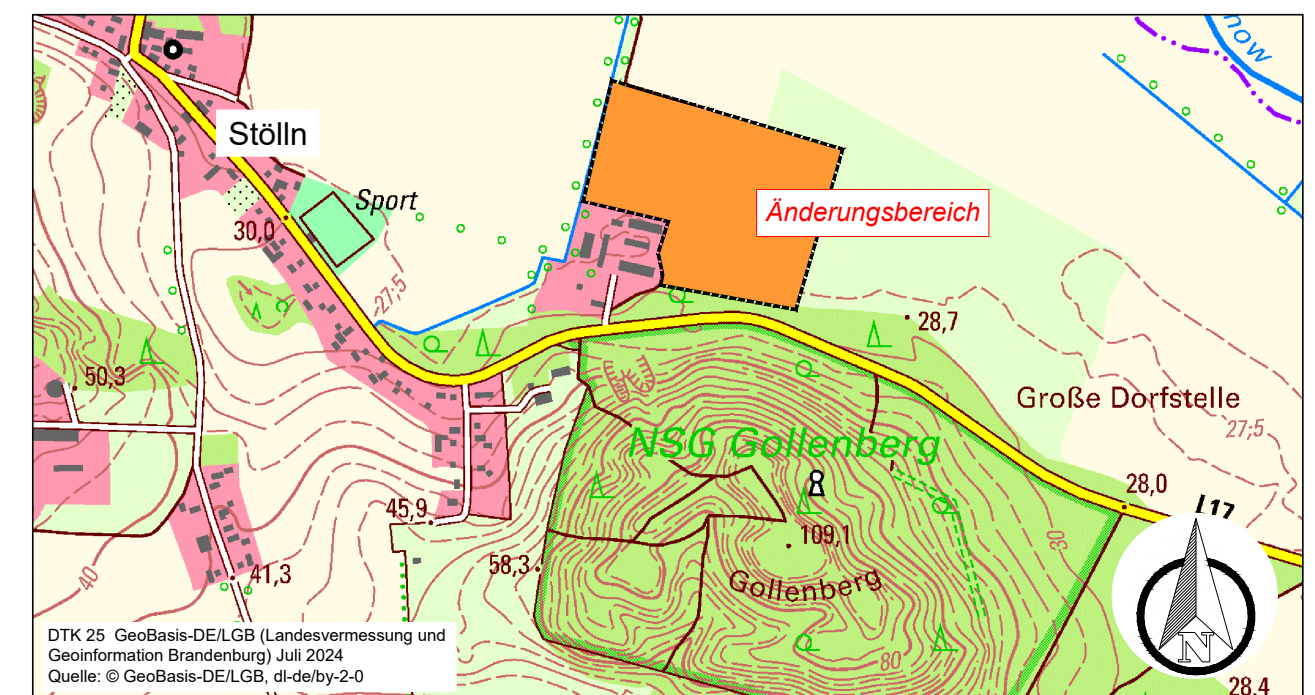 now
Stölln
Sport
30,0
Änderungsbereich
27,5
28,7
50,3
Große Dorfstelle
27,5
NSG Gollenberg
28,0
L17
45,9
109,1
30
58,3
Gollenberg
40
41,3
80
N
28,4
DTK 25 GeoBasis-DE/LGB (Landesvermessung und
Geoinformation Brandenburg) Juli 2024
Quelle: © GeoBasis-DE/LGB, dl-de/by-2-0